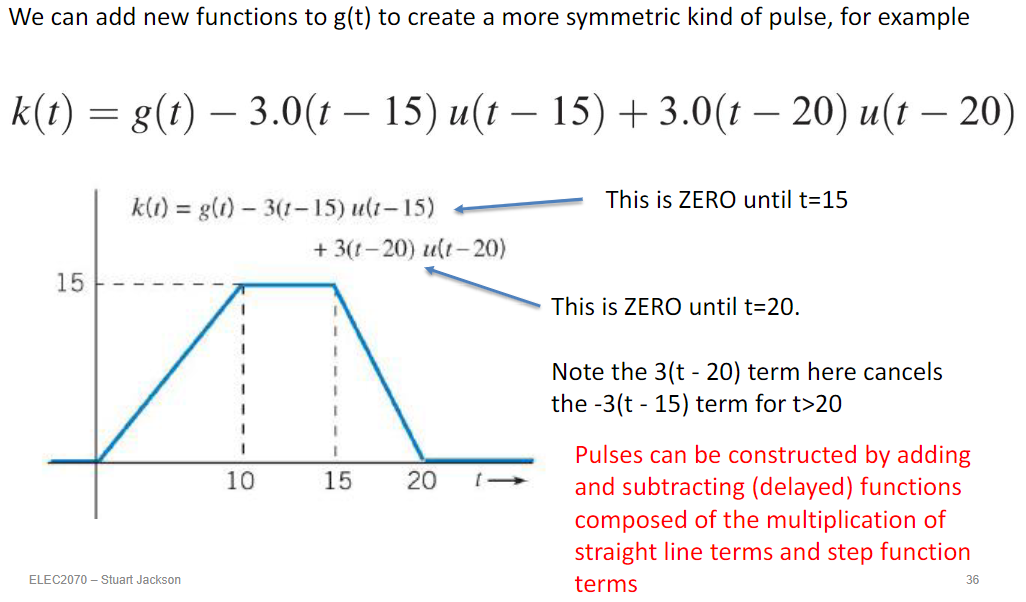 We can add new functions to g(t) to create a more symmetric kind of pulse, for example
k(t) = g(t) − 3.0(t − 15) u(t − 15) + 3.0(t − 20) u(t − 20)
k(t) = g(t) − 3(t−15) u(t−15)
+ 3(t−20) u(t−20)
This is ZERO until t=15
15
This is ZERO until t=20.
Note the 3(t - 20) term here cancels
the -3(t - 15) term for t>20
10 15 20 t
Pulses can be constructed by adding
and subtracting (delayed) functions
composed of the multiplication of
straight line terms and step function
terms
ELEC2070 – Stuart Jackson
36